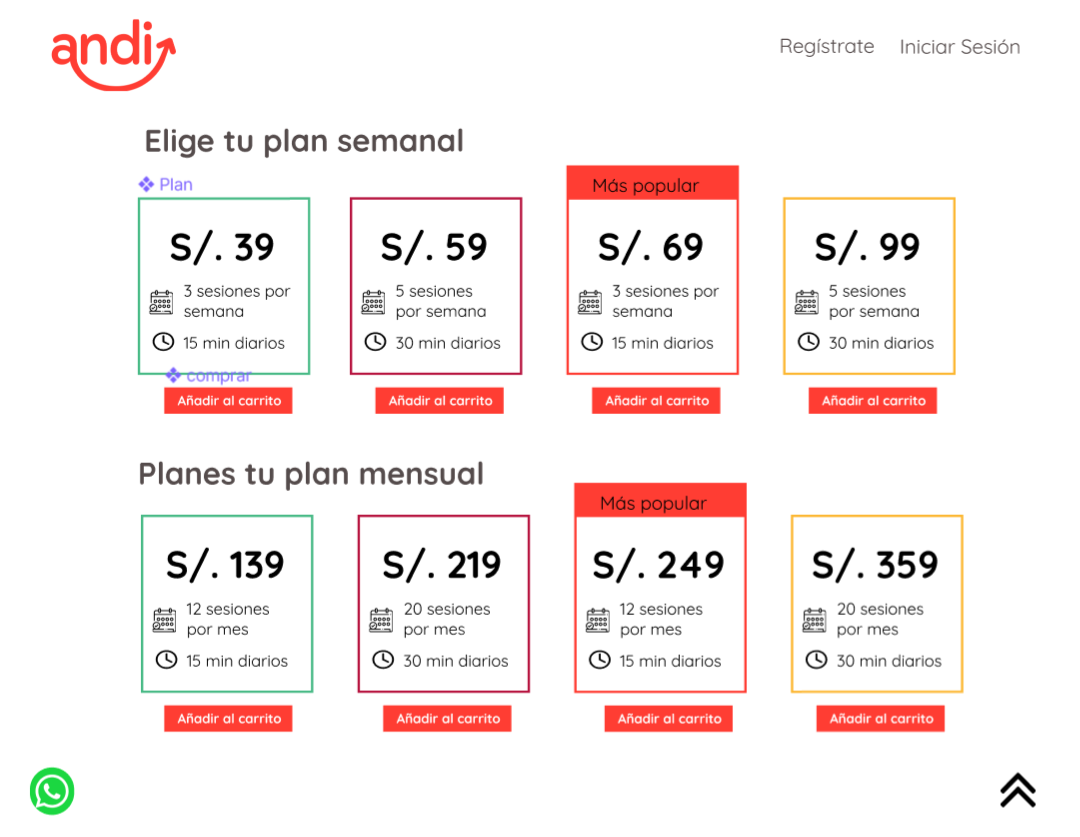 andi
Regístrate
Iniciar Sesión
Elige tu plan semanal
Plan
S/. 39
3 sesiones por
semana
15 min diarios
comprar
Añadir al carrito
S/. 59
5 sesiones
por semana
30 min diarios
Añadir al carrito
Más popular
S/. 69
3 sesiones por
semana
15 min diarios
Añadir al carrito
S/. 99
5 sesiones
por semana
30 min diarios
Añadir al carrito
Planes tu plan mensual
S/. 139
12 sesiones
por mes
15 min diarios
Añadir al carrito
S/. 219
20 sesiones
por mes
30 min diarios
Añadir al carrito
Más popular
S/. 249
12 sesiones
por mes
15 min diarios
Añadir al carrito
S/. 359
20 sesiones
por mes
30 min diarios
Añadir al carrito